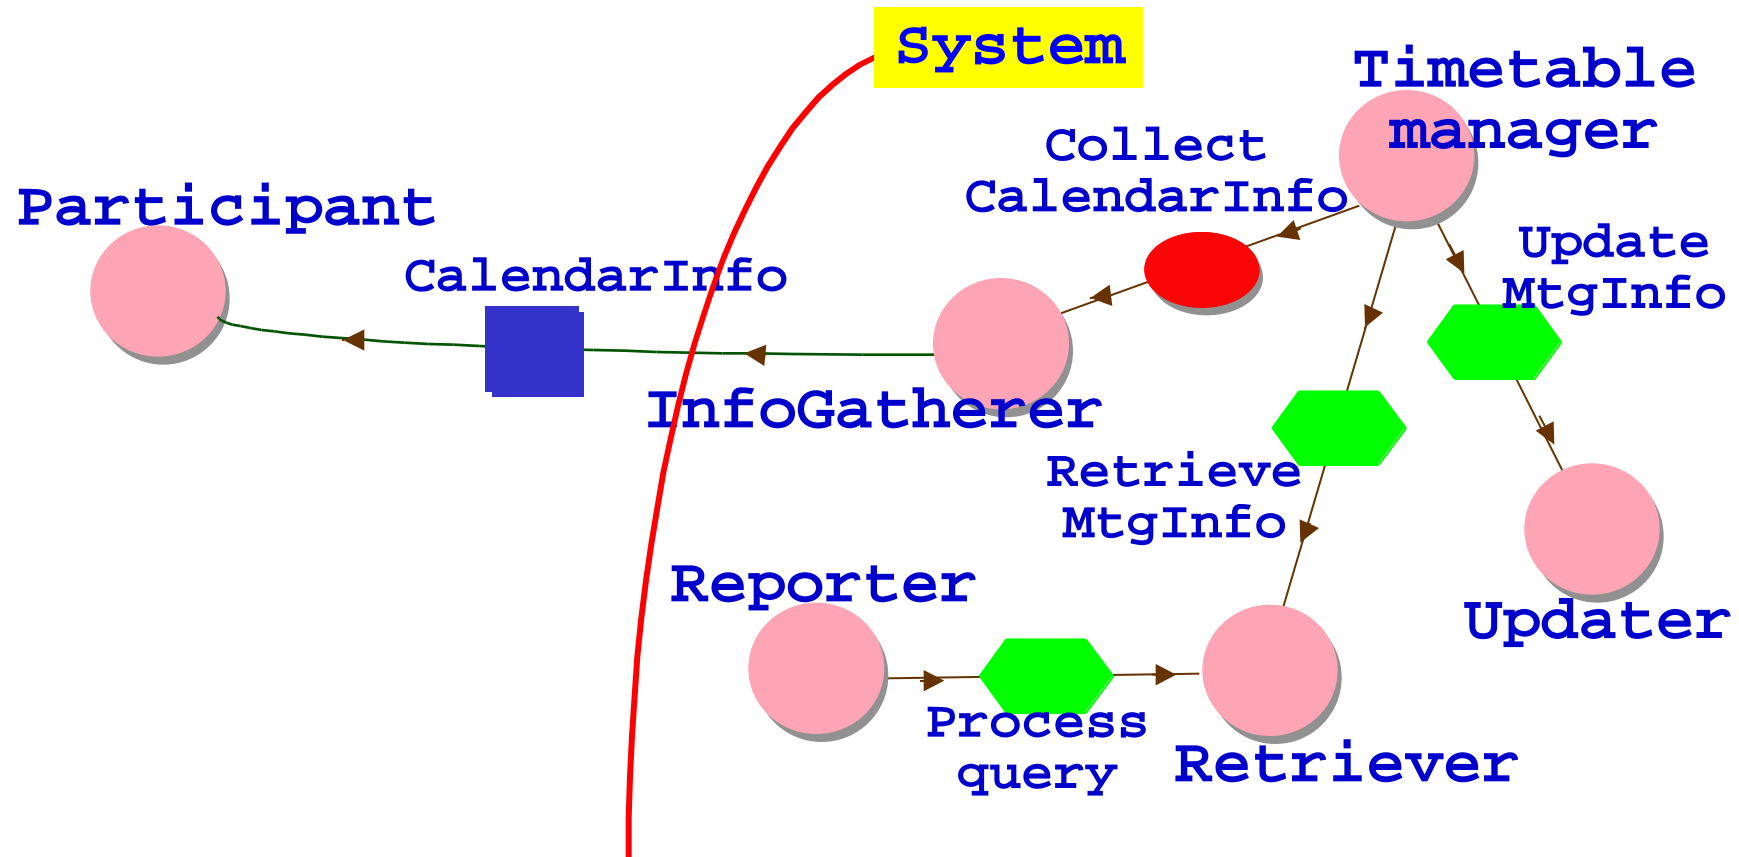 System
Timetable
manager
Collect
CalendarInfo
Participant
Update
MtgInfo
CalendarInfo
InfoGatherer
Retrieve
MtgInfo
Reporter
Updater
Process
query
Retriever